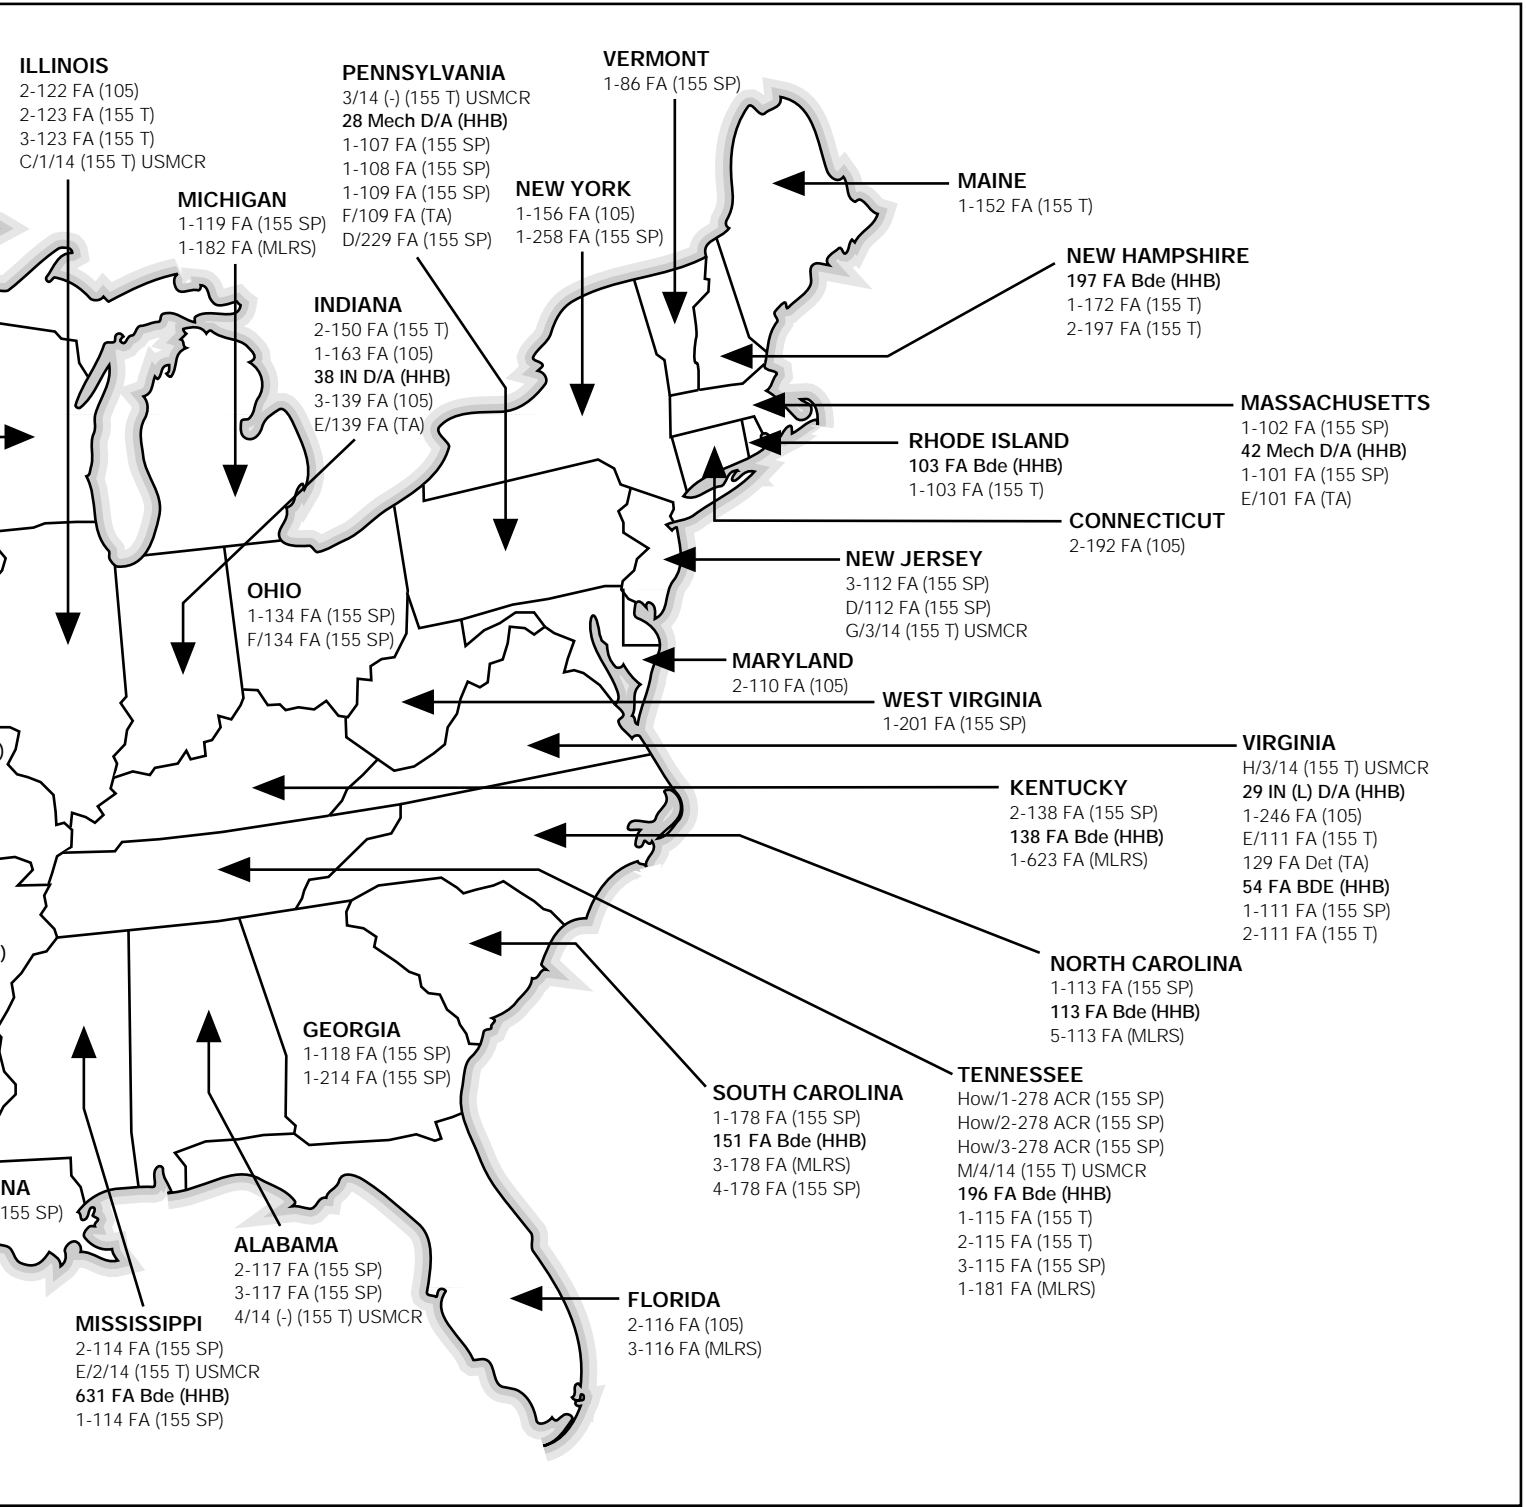 ILLINOIS
2-122 FA (105)
2-123 FA (155 T)
3-123 FA (155 T)
C/1/14 (155 T) USMCR
MICHIGAN
1-119 FA (155 SP)
1-182 FA (MLRS)
PENNSYLVANIA
3/14 (-) (155 T) USMCR
28 Mech D/A (HHB)
1-107 FA (155 SP)
1-108 FA (155 SP)
1-109 FA (155 SP)
F/109 FA (TA)
D/229 FA (155 SP)
INDIANA
2-150 FA (155 T)
1-163 FA (105)
38 IN D/A (HHB)
3-139 FA (105)
E/139 FA (TA)
NEW YORK
1-156 FA (105)
1-258 FA (155 SP)
VERMONT
1-86 FA (155 SP)
MAINE
1-152 FA (155 T)
NEW HAMPSHIRE
197 FA Bde (HHB)
1-172 FA (155 T)
2-197 FA (155 T)
MASSACHUSETTS
1-102 FA (155 SP)
42 Mech D/A (HHB)
1-101 FA (155 SP)
E/101 FA (TA)
RHODE ISLAND
103 FA Bde (HHB)
1-103 FA (155 T)
CONNECTICUT
2-192 FA (105)
NEW JERSEY
3-112 FA (155 SP)
D/112 FA (155 SP)
G/3/14 (155 T) USMCR
OHIO
1-134 FA (155 SP)
F/134 FA (155 SP)
MARYLAND
2-110 FA (105)
WEST VIRGINIA
1-201 FA (155 SP)
VIRGINIA
H/3/14 (155 T) USMCR
29 IN (L) D/A (HHB)
1-246 FA (105)
E/111 FA (155 T)
129 FA Det (TA)
54 FA BDE (HHB)
1-111 FA (155 SP)
2-111 FA (155 T)
)
KENTUCKY
2-138 FA (155 SP)
138 FA Bde (HHB)
1-623 FA (MLRS)
)
NORTH CAROLINA
1-113 FA (155 SP)
113 FA Bde (HHB)
5-113 FA (MLRS)
GEORGIA
1-118 FA (155 SP)
1-214 FA (155 SP)
SOUTH CAROLINA
1-178 FA (155 SP)
151 FA Bde (HHB)
3-178 FA (MLRS)
4-178 FA (155 SP)
TENNESSEE
How/1-278 ACR (155 SP)
How/2-278 ACR (155 SP)
How/3-278 ACR (155 SP)
M/4/14 (155 T) USMCR
196 FA Bde (HHB)
1-115 FA (155 T)
2-115 FA (155 T)
3-115 FA (155 SP)
1-181 FA (MLRS)
NA
155 SP)
ALABAMA
2-117 FA (155 SP)
3-117 FA (155 SP)
4/14 (-) (155 T) USMCR
MISSISSIPPI
2-114 FA (155 SP)
E/2/14 (155 T) USMCR
631 FA Bde (HHB)
1-114 FA (155 SP)
FLORIDA
2-116 FA (105)
3-116 FA (MLRS)